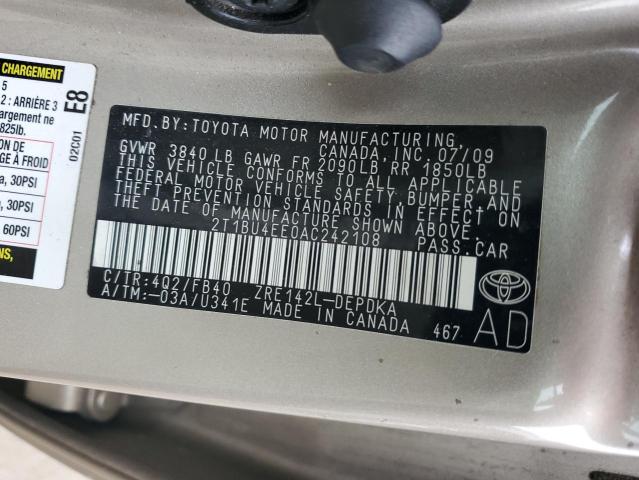 CHARGEMENT
5
2 : ARRIÈRE 3
argement ne
825lb.
E8
02C01
ON DE
GE À FROID
a, 30PSI
, 30PSI
60PSI
NS,
MFD. BY: TOYOTA MOTOR MANUFACTURING,
CANADA, INC. 07/09
GVWR 3840 LB GAWR FR 2090LB RR 1850LB
THIS VEHICLE CONFORMS TO ALL APPLICABLE
FEDERAL MOTOR VEHICLE SAFETY, BUMPER, AND
THEFT PREVENTION STANDARDS IN EFFECT ON
THE DATE OF MANUFACTURE SHOWN ABOVE.
2T1BU4EE0AC242108 PASS.CAR
C/TR:4Q2/FB40 ZRE142L-DEPDKA
A/TM:-03A/U341E MADE IN CANADA 467
AD